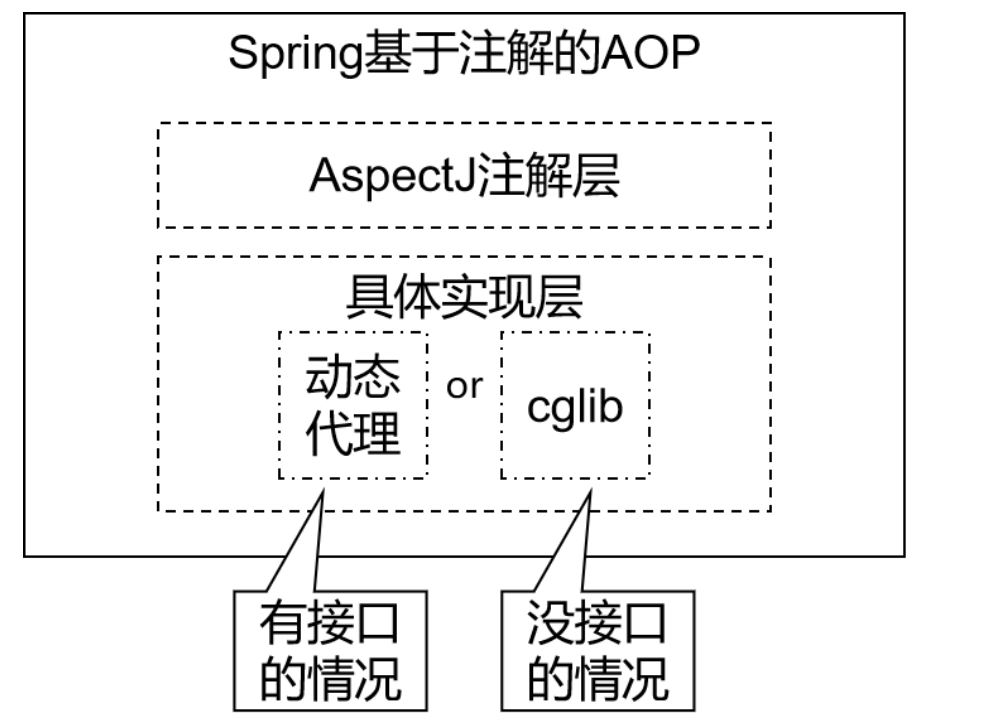 Spring基于注解的AOP
AspectJ注解层
具体实现层
动态
代理
or
cglib
有接口
的情况
没接口
的情况